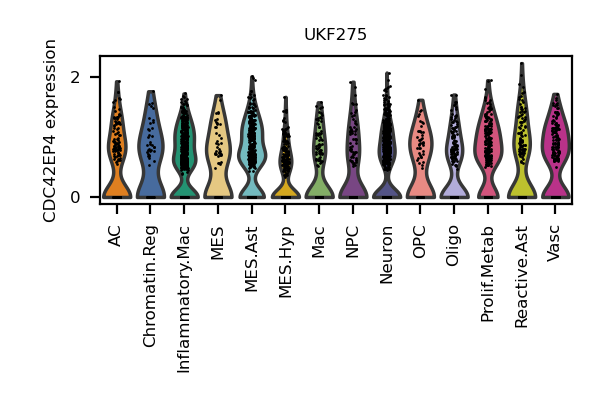 UKF275
CDC42EP4 expression
2
0
AC
Chromatin.Reg
Inflammatory.Mac
MES
MES.Ast
MES.Hyp
Mac
NPC
Neuron
OPC
Oligo
Prolif.Metab
Reactive.Ast
Vasc